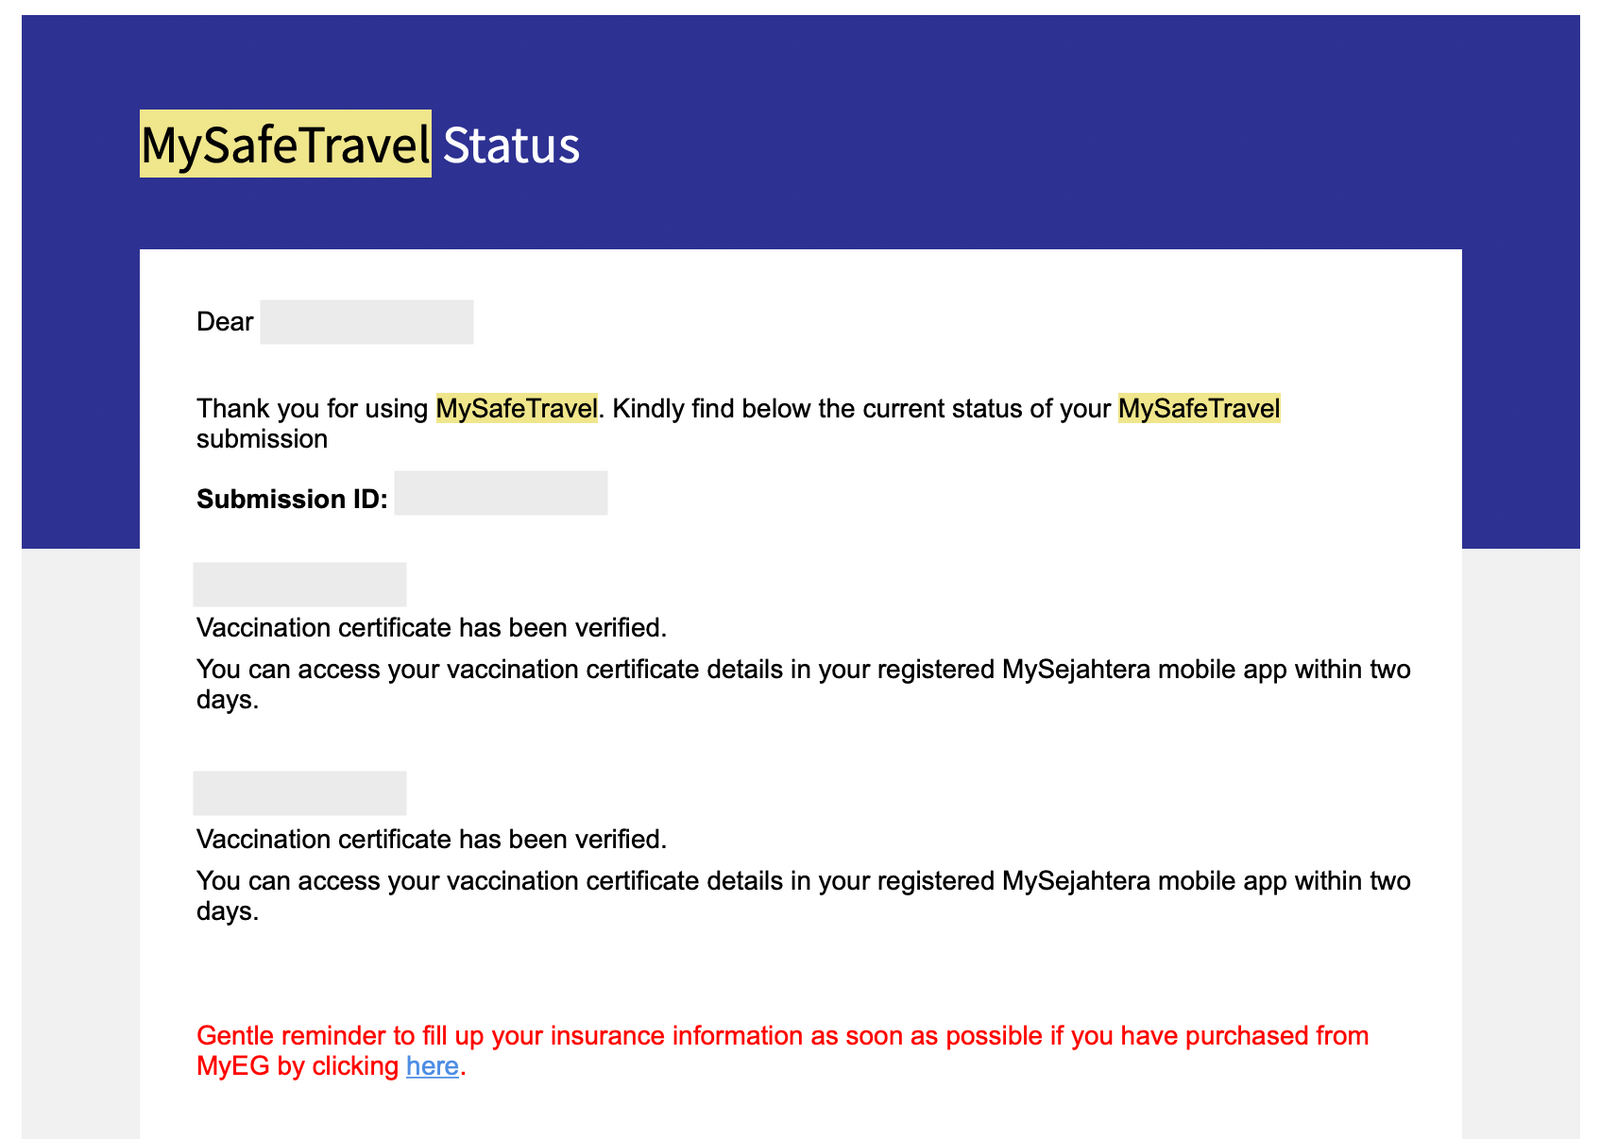 MySafeTravel Status
Dear
Thank you for using MySafeTravel. Kindly find below the current status of your MySafeTravel
submission
Submission ID:
Vaccination certificate has been verified.
You can access your vaccination certificate details in your registered MySejahtera mobile app within two
days.
Vaccination certificate has been verified.
You can access your vaccination certificate details in your registered MySejahtera mobile app within two
days.
Gentle reminder to fill up your insurance information as soon as possible if you have purchased from
MyEG by clicking here.